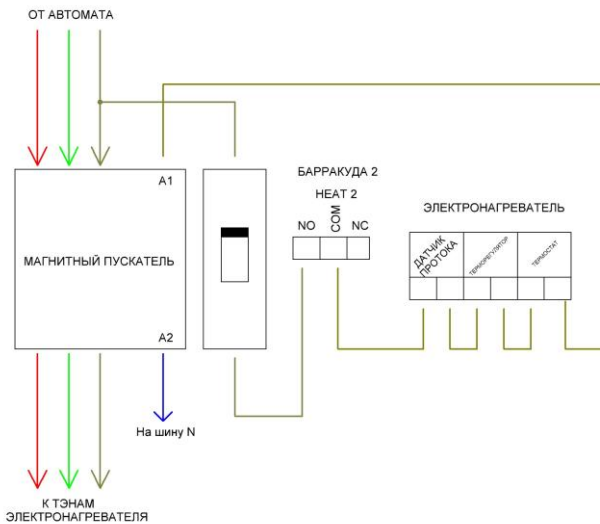 ОТ АВТОМАТА
A1
МАГНИТНЫЙ ПУСКАТЕЛЬ
A2
На шину N
К ТЭНАМ
ЭЛЕКТРОНАГРЕВАТЕЛЯ
БАРРАКУДА 2
HEAT 2
NO
COM
NC
ЭЛЕКТРОНАГРЕВАТЕЛЬ
ДАТЧИК
ПРОТОКА
ТЕРМОРЕГУЛЯТОР
ТЕРМОСТАТ